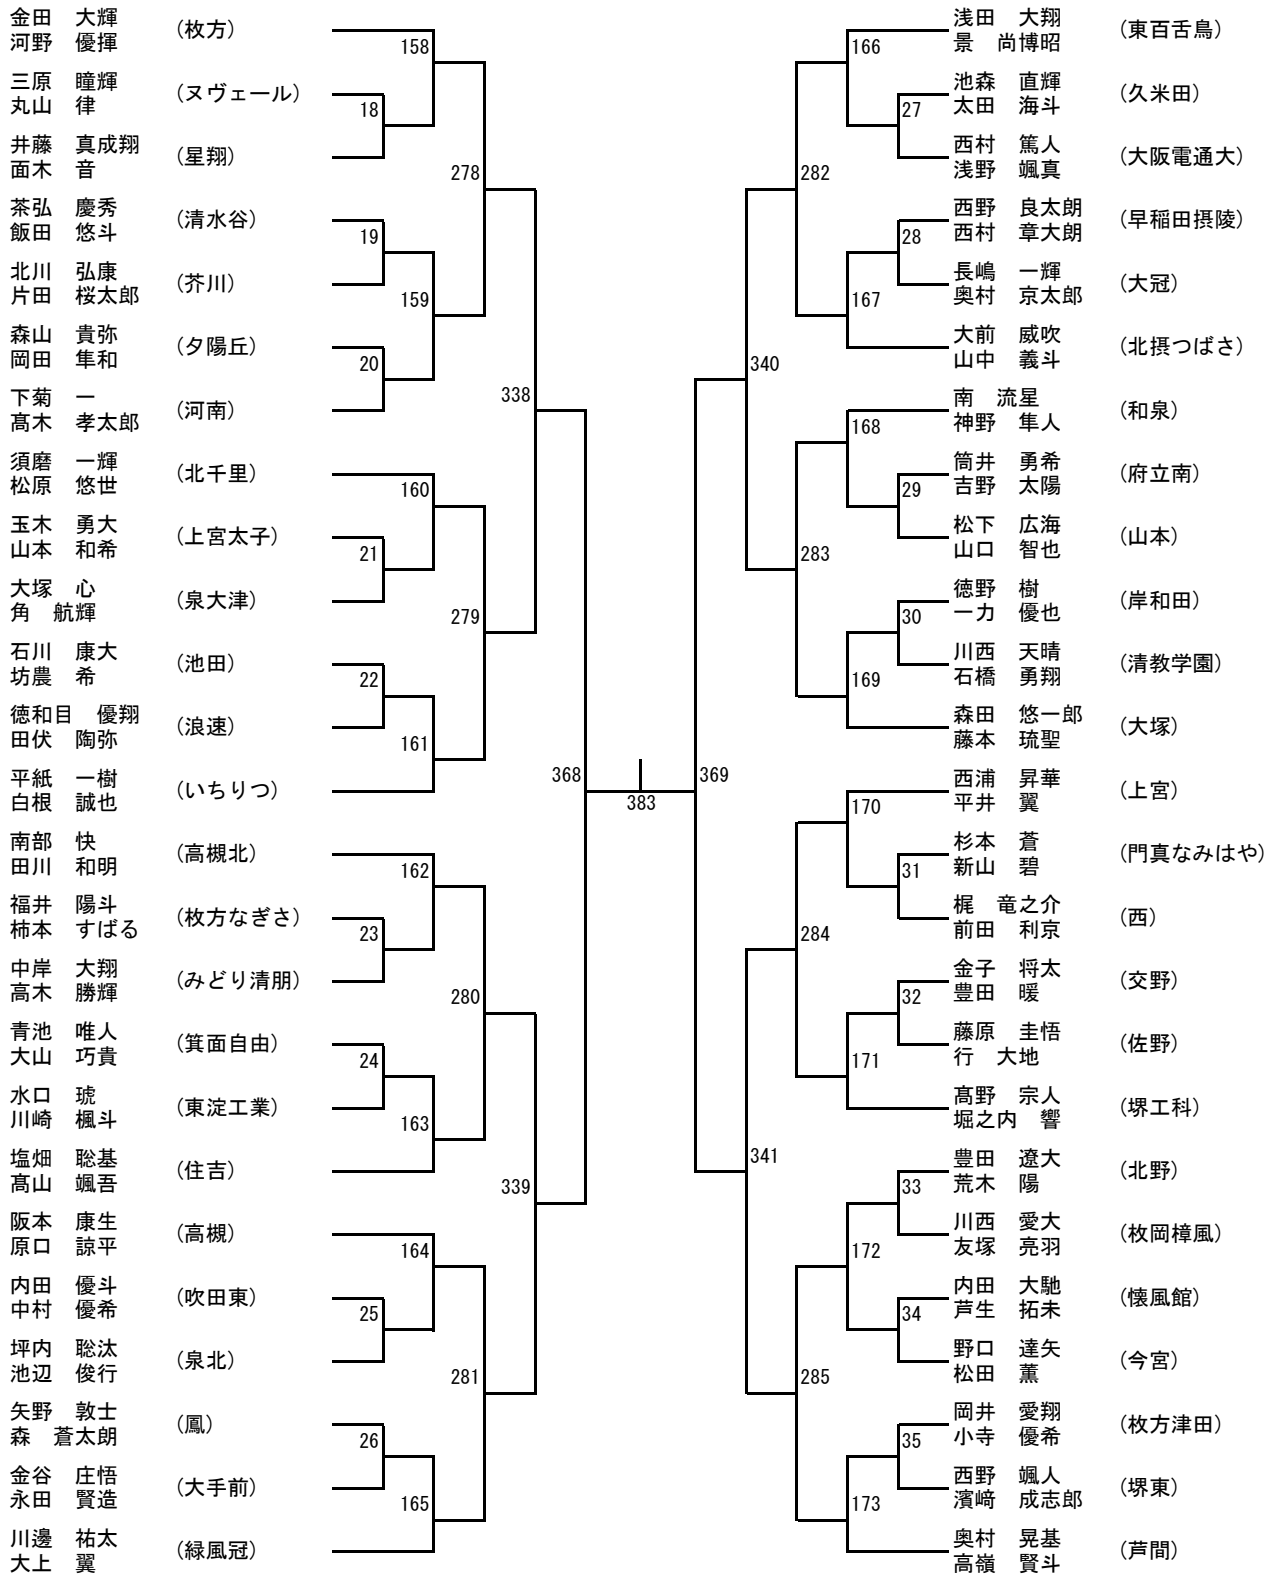 金田　大輝
河野　優揮
(枚方)
158
三原　瞳輝
丸山　律
(ヌヴェール)
18
井藤　真成翔
面木　音
(星翔)
278
茶弘　慶秀
飯田　悠斗
(清水谷)
19
北川　弘康
片田　桜太郎
(芥川)
159
森山　貴弥
岡田　隼和
(夕陽丘)
20
下菊　一
髙木　孝太郎
(河南)
338
須磨　一輝
松原　悠世
(北千里)
160
玉木　勇大
山本　和希
(上宮太子)
21
大塚　心
角　航輝
(泉大津)
279
石川　康大
坊農　希
(池田)
22
徳和目　優翔
田伏　陶弥
(浪速)
161
平紙　一樹
白根　誠也
(いちりつ)
368
南部　快
田川　和明
(高槻北)
162
福井　陽斗
柿本　すばる
(枚方なぎさ)
23
中岸　大翔
高木　勝輝
(みどり清朋)
280
青池　唯人
大山　巧貴
(箕面自由)
24
水口　琥
川崎　楓斗
(東淀工業)
163
塩畑　聡基
髙山　颯吾
(住吉)
339
阪本　康生
原口　諒平
(高槻)
164
内田　優斗
中村　優希
(吹田東)
25
坪内　聡汰
池辺　俊行
(泉北)
281
矢野　敦士
森　蒼太朗
(鳳)
26
金谷　庄悟
永田　賢造
(大手前)
165
川邊　祐太
大上　翼
(緑風冠)
383
浅田　大翔
景　尚博昭
(東百舌鳥)
166
池森　直輝
太田　海斗
(久米田)
27
西村　篤人
浅野　颯真
(大阪電通大)
282
西野　良太朗
西村　章大朗
(早稲田摂陵)
28
長嶋　一輝
奥村　京太郎
(大冠)
167
大前　威吹
山中　義斗
(北摂つばさ)
340
南　流星
神野　隼人
(和泉)
168
筒井　勇希
吉野　太陽
(府立南)
29
松下　広海
山口　智也
(山本)
283
徳野　樹
一力　優也
(岸和田)
30
川西　天晴
石橋　勇翔
(清教学園)
169
森田　悠一郎
藤本　琉聖
(大塚)
369
西浦　昇華
平井　翼
(上宮)
170
杉本　蒼
新山　碧
(門真なみはや)
31
梶　竜之介
前田　利京
(西)
284
金子　将太
豊田　暖
(交野)
32
藤原　圭悟
行　大地
(佐野)
171
髙野　宗人
堀之内　響
(堺工科)
341
豊田　遼大
荒木　陽
(北野)
33
川西　愛大
友塚　亮羽
(枚岡樟風)
172
内田　大馳
芦生　拓未
(懐風館)
34
野口　達矢
松田　薫
(今宮)
285
岡井　愛翔
小寺　優希
(枚方津田)
35
西野　颯人
濱﨑　成志郎
(堺東)
173
奥村　晃基
高嶺　賢斗
(芦間)